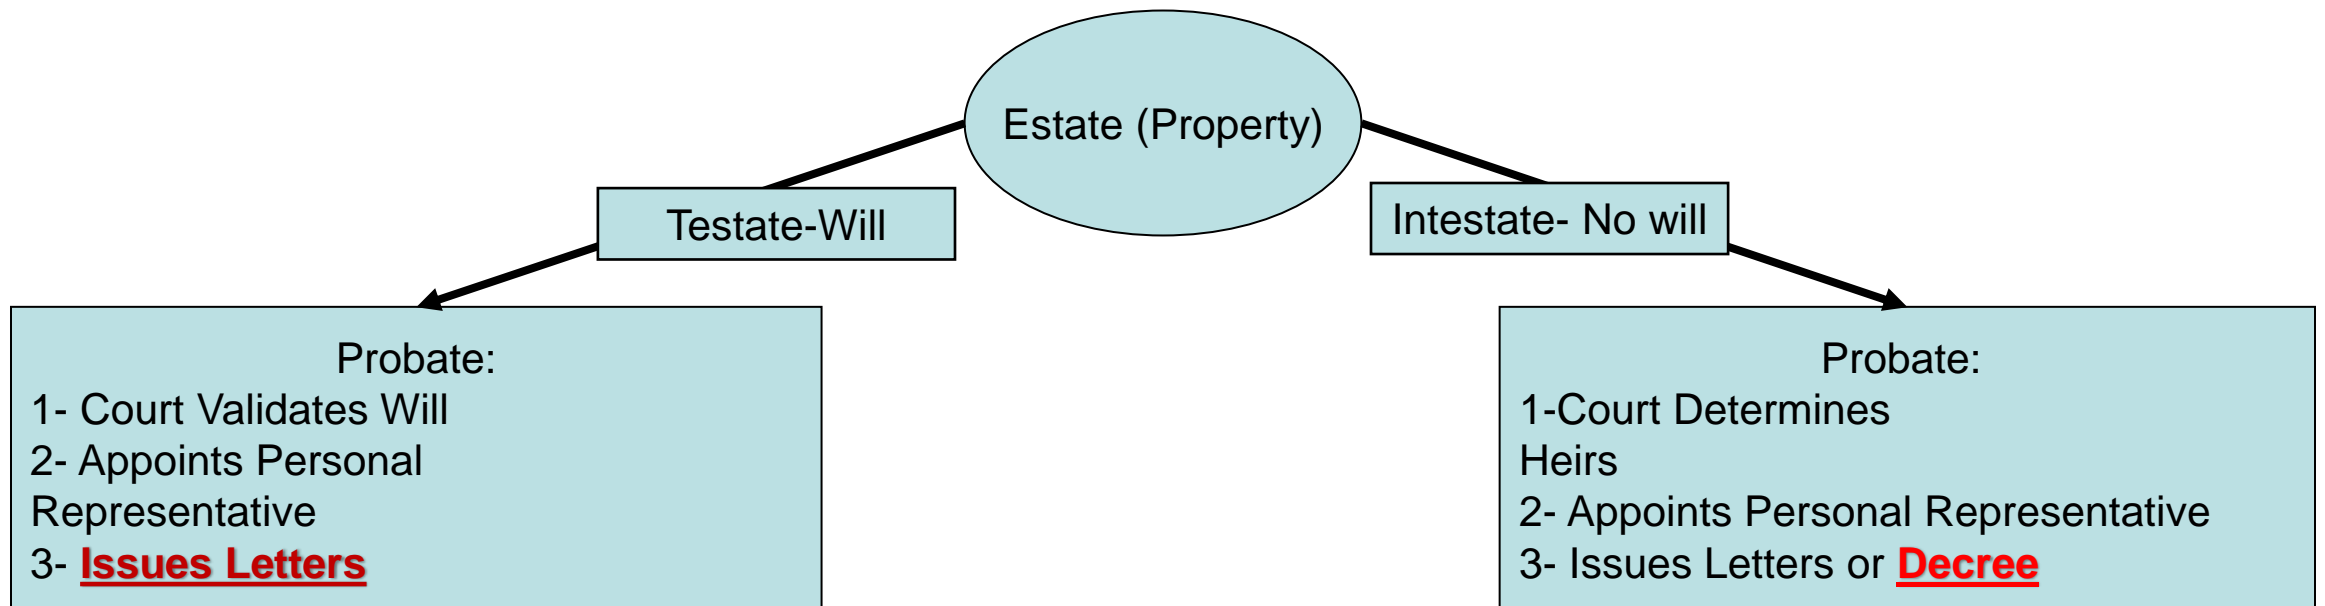 Estate (Property)
Testate-Will
Intestate- No will
Probate:
1- Court Validates Will
2- Appoints Personal
Representative
3- Issues Letters
Probate:
1-Court Determines
Heirs
2- Appoints Personal Representative
3- Issues Letters or Decree